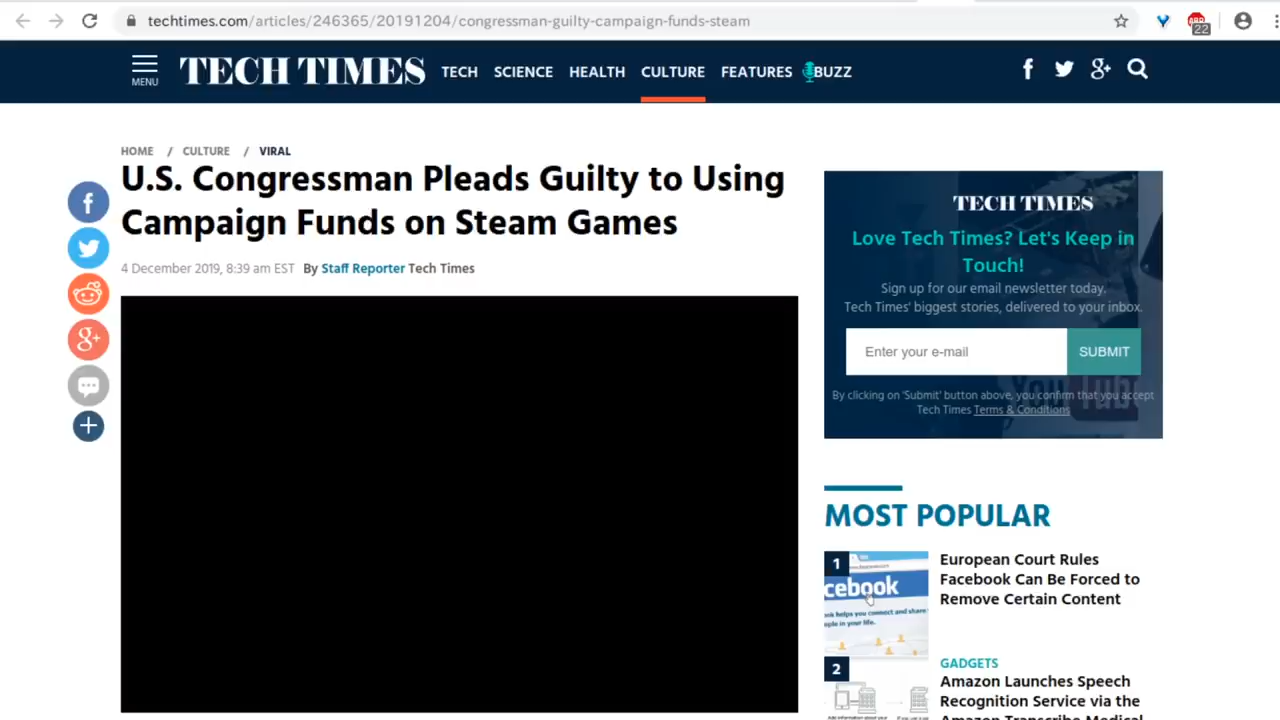 techtimes.com/articles/246365/20191204/congressman-guilty-campaign-funds-steam
22
MENU
TECH TIMES
TECH
SCIENCE
HEALTH
CULTURE
FEATURES
BUZZ
HOME / CULTURE / VIRAL
U.S. Congressman Pleads Guilty to Using
Campaign Funds on Steam Games
4 December 2019, 8:39 am EST By Staff Reporter Tech Times
TECH TIMES
Love Tech Times? Let's Keep in
Touch!
Sign up for our email newsletter today.
Tech Times' biggest stories, delivered to your inbox.
Enter your e-mail
SUBMIT
By clicking on 'Submit' button above, you confirm that you accept
Tech Times Terms & Conditions
MOST POPULAR
1
cebook
European Court Rules
Facebook Can Be Forced to
Remove Certain Content
2
GADGETS
Amazon Launches Speech
Recognition Service via the
Amazon Transcribe Medical